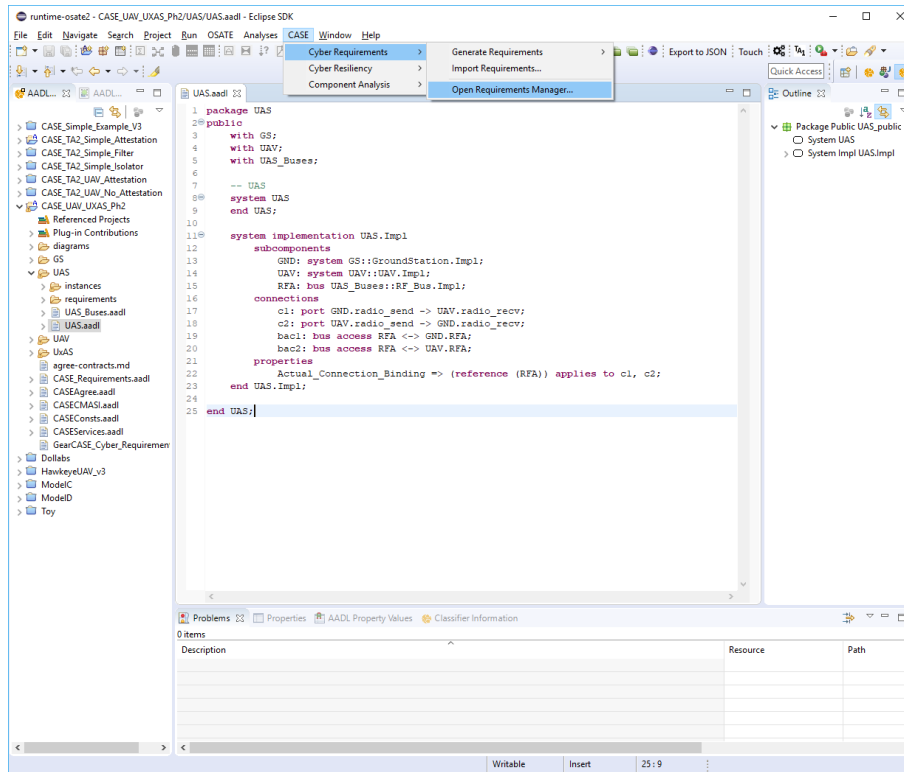 runtime-osate2 - CASE_UAV_UXAS_Ph2/UAS/UAS.aadl - Eclipse SDK
File Edit Navigate Search Project Run OSATE Analyses CASE Window Help
Cyber Requirements
Cyber Resiliency
Component Analysis
Generate Requirements
Import Requirements...
Open Requirements Manager...
Export to JSON
Touch
Quick Access
AADL...
AADL...
CASE_Simple_Example_V3
CASE_TA2_Simple_Attestation
CASE_TA2_Simple_Filter
CASE_TA2_Simple_Isolator
CASE_TA2_UAV_Attestation
CASE_TA2_UAV_No_Attestation
CASE_UAV_UXAS_Ph2
Referenced Projects
Plug-in Contributions
diagrams
GS
UAS
instances
requirements
UAS_Buses.aadl
UAS.aadl
UAV
UxAS
agree-contracts.md
CASE_Requirements.aadl
CASEAgree.aadl
CASECMASI.aadl
CASEConsts.aadl
CASEServices.aadl
GearCASE_Cyber_Requiremen
Dollabs
HawkeyeUAV_v3
ModelC
ModelD
Toy
UAS.aadl
1 package UAS
2 public
3 with GS;
4 with UAV;
5 with UAS_Buses;
6
7 -- UAS
8 system UAS
9 end UAS;
10
11 system implementation UAS.Impl
12 subcomponents
13 GND: system GS::GroundStation.Impl;
14 UAV: system UAV::UAV.Impl;
15 RFA: bus UAS_Buses::RF_Bus.Impl;
16 connections
17 c1: port GND.radio_send -> UAV.radio_recv;
18 c2: port UAV.radio_send -> GND.radio_recv;
19 bac1: bus access RFA <-> GND.RFA;
20 bac2: bus access RFA <-> UAV.RFA;
21 properties
22 Actual_Connection_Binding => (reference (RFA)) applies to c1, c2;
23 end UAS.Impl;
24
25 end UAS;
Outline
Package Public UAS_public
System UAS
System Impl UAS.Impl
Problems Properties AADL Property Values Classifier Information
0 items
Description Resource Path
Writable Insert 25 : 9